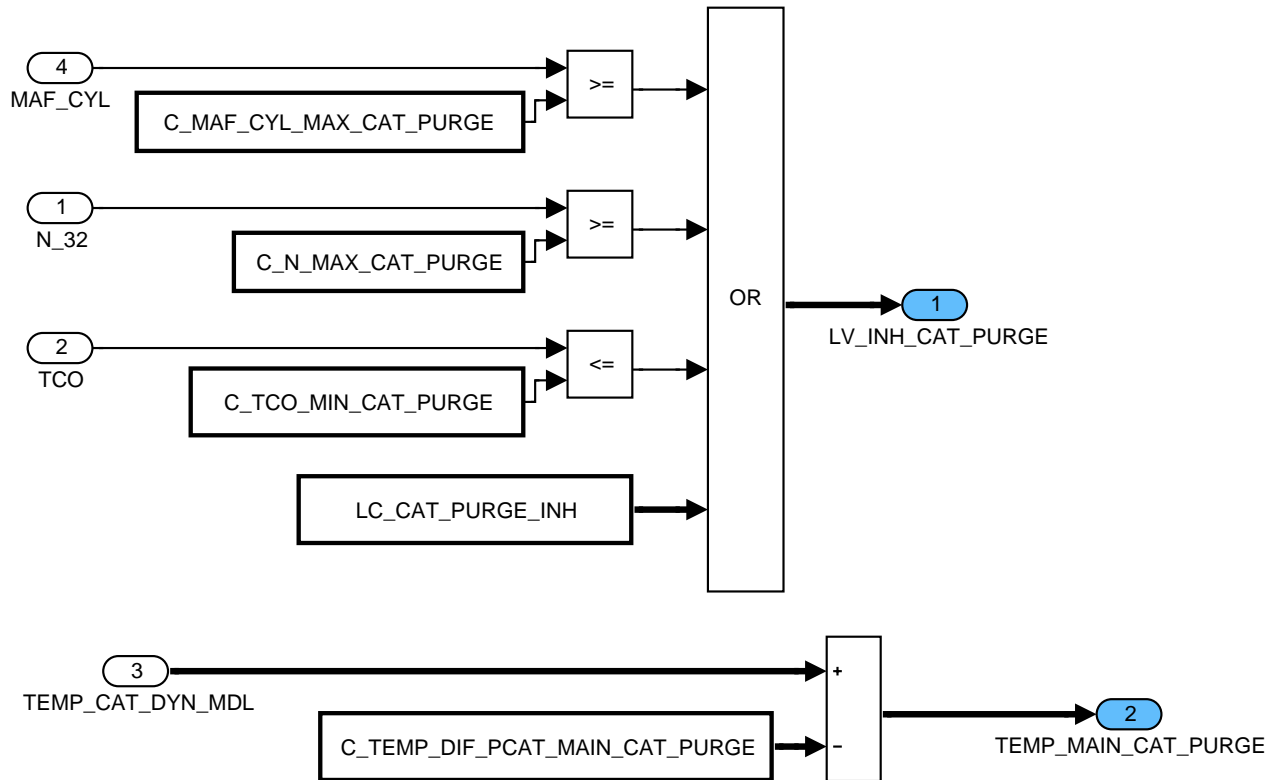 4
MAF_CYL
>=
C_MAF_CYL_MAX_CAT_PURGE
1
N_32
>=
C_N_MAX_CAT_PURGE
OR
1
LV_INH_CAT_PURGE
2
TCO
<=
C_TCO_MIN_CAT_PURGE
LC_CAT_PURGE_INH
3
TEMP_CAT_DYN_MDL
+
C_TEMP_DIF_PCAT_MAIN_CAT_PURGE
−
2
TEMP_MAIN_CAT_PURGE